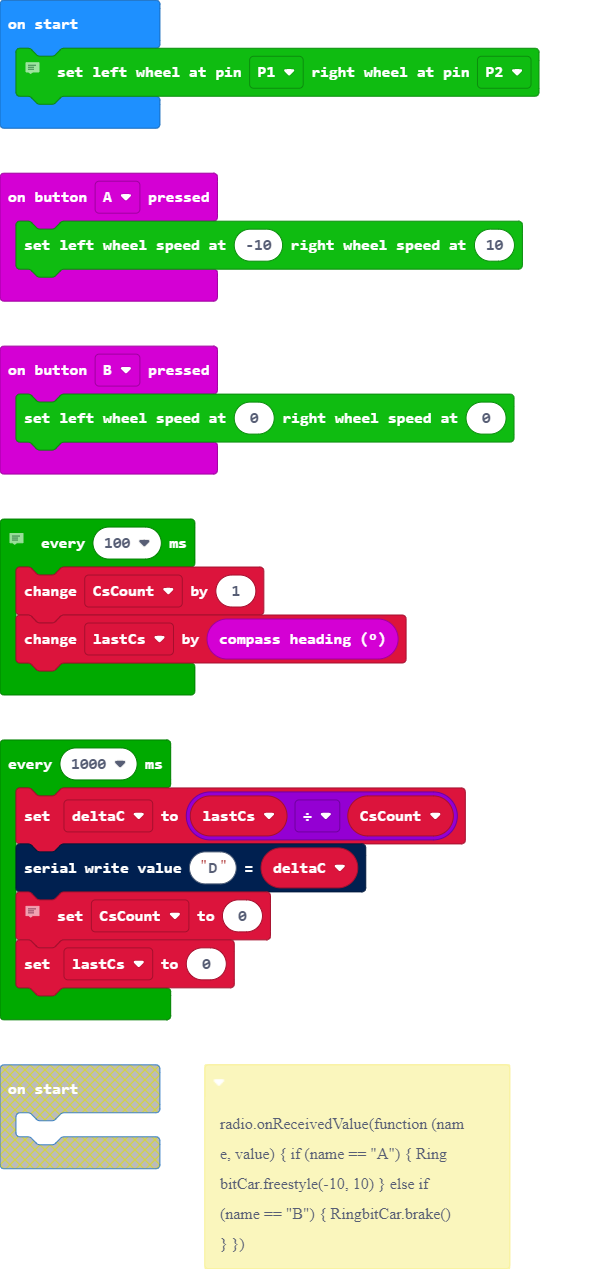 on start
set left wheel at pin P1 right wheel at pin P2
on button A pressed
set left wheel speed at -10 right wheel speed at 10
on button B pressed
set left wheel speed at 0 right wheel speed at 0
every 100 ms
change CsCount by 1
change lastCs by compass heading (º)
every 1000 ms
set deltaC to lastCs ÷ CsCount
serial write value "D" = deltaC
set CsCount to 0
set lastCs to 0
on start
radio.onReceivedValue(function (nam
e, value) { if (name == "A") { Ring
bitCar.freestyle(-10, 10) } else if
(name == "B") { RingbitCar.brake()
} })